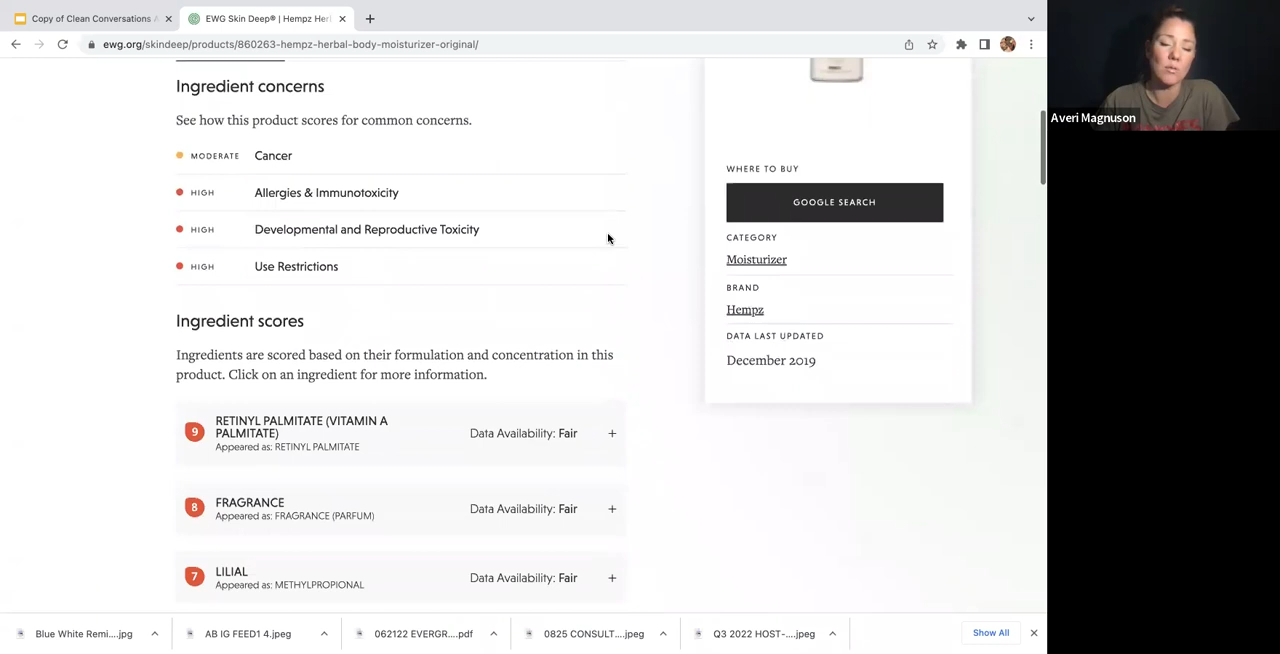 Copy of Clean Conversations A
EWG Skin Deep® | Hempz Her
ewg.org/skindeep/products/860263-hempz-herbal-body-moisturizer-original/
Averi Magnuson
Ingredient concerns
See how this product scores for common concerns.
MODERATE Cancer
HIGH Allergies & Immunotoxicity
HIGH Developmental and Reproductive Toxicity
HIGH Use Restrictions
Ingredient scores
Ingredients are scored based on their formulation and concentration in this
product. Click on an ingredient for more information.
9 RETINYL PALMITATE (VITAMIN A
PALMITATE)
Appeared as: RETINYL PALMITATE
Data Availability: Fair +
8 FRAGRANCE
Appeared as: FRAGRANCE (PARFUM)
Data Availability: Fair +
7 LILIAL
Appeared as: METHYLPROPIONAL
Data Availability: Fair +
WHERE TO BUY
GOOGLE SEARCH
CATEGORY
Moisturizer
BRAND
Hempz
DATA LAST UPDATED
December 2019
Blue White Remi....jpg
AB IG FEED1 4.jpeg
062122 EVERGR....pdf
0825 CONSULT....jpeg
Q3 2022 HOST-....jpeg
Show All